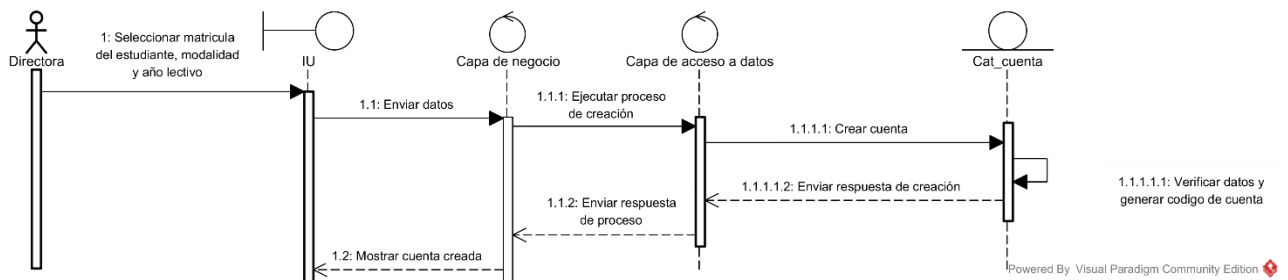 1: Seleccionar matricula
del estudiante, modalidad
y año lectivo
Directora
IU
Capa de negocio
Capa de acceso a datos
Cat_cuenta
1.1: Enviar datos
1.1.1: Ejecutar proceso
de creación
1.1.1.1: Crear cuenta
1.1.1.1.1: Verificar datos y
generar codigo de cuenta
1.1.1.1.2: Enviar respuesta de creación
1.1.2: Enviar respuesta
de proceso
1.2: Mostrar cuenta creada
Powered By Visual Paradigm Community Edition